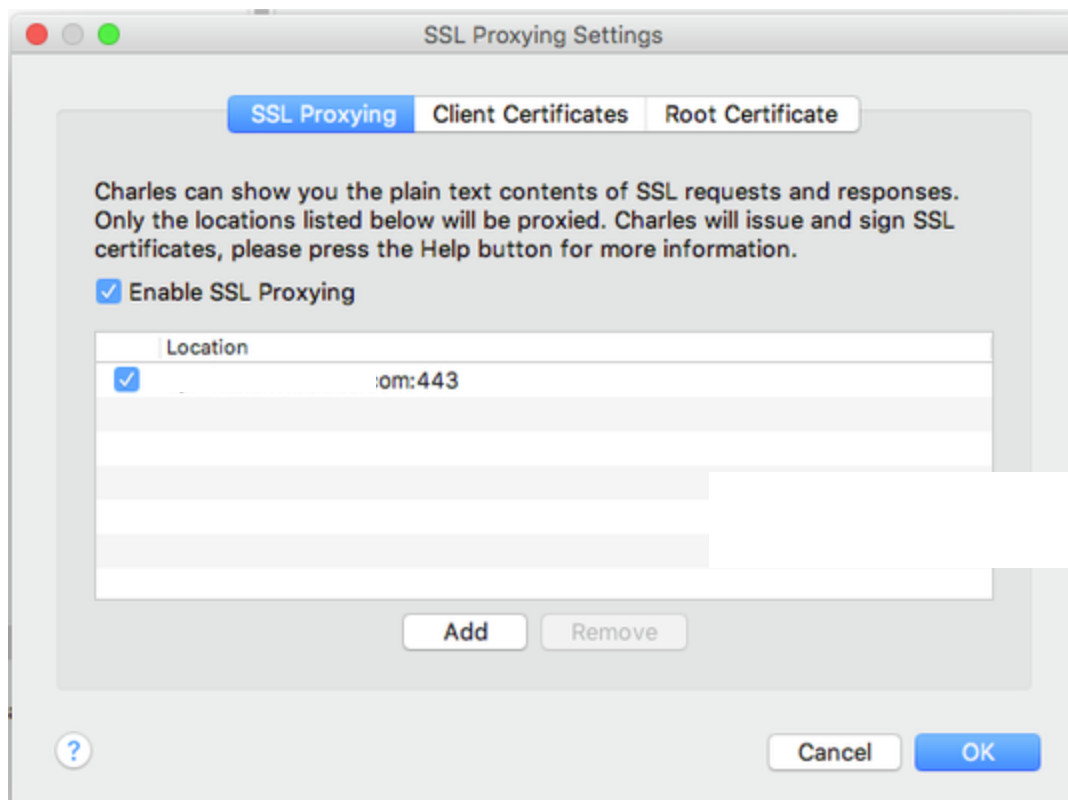 SSL Proxying Settings
SSL Proxying Client Certificates Root Certificate
Charles can show you the plain text contents of SSL requests and responses.
Only the locations listed below will be proxied. Charles will issue and sign SSL
certificates, please press the Help button for more information.
Enable SSL Proxying
Location
com:443
Add Remove
? Cancel OK